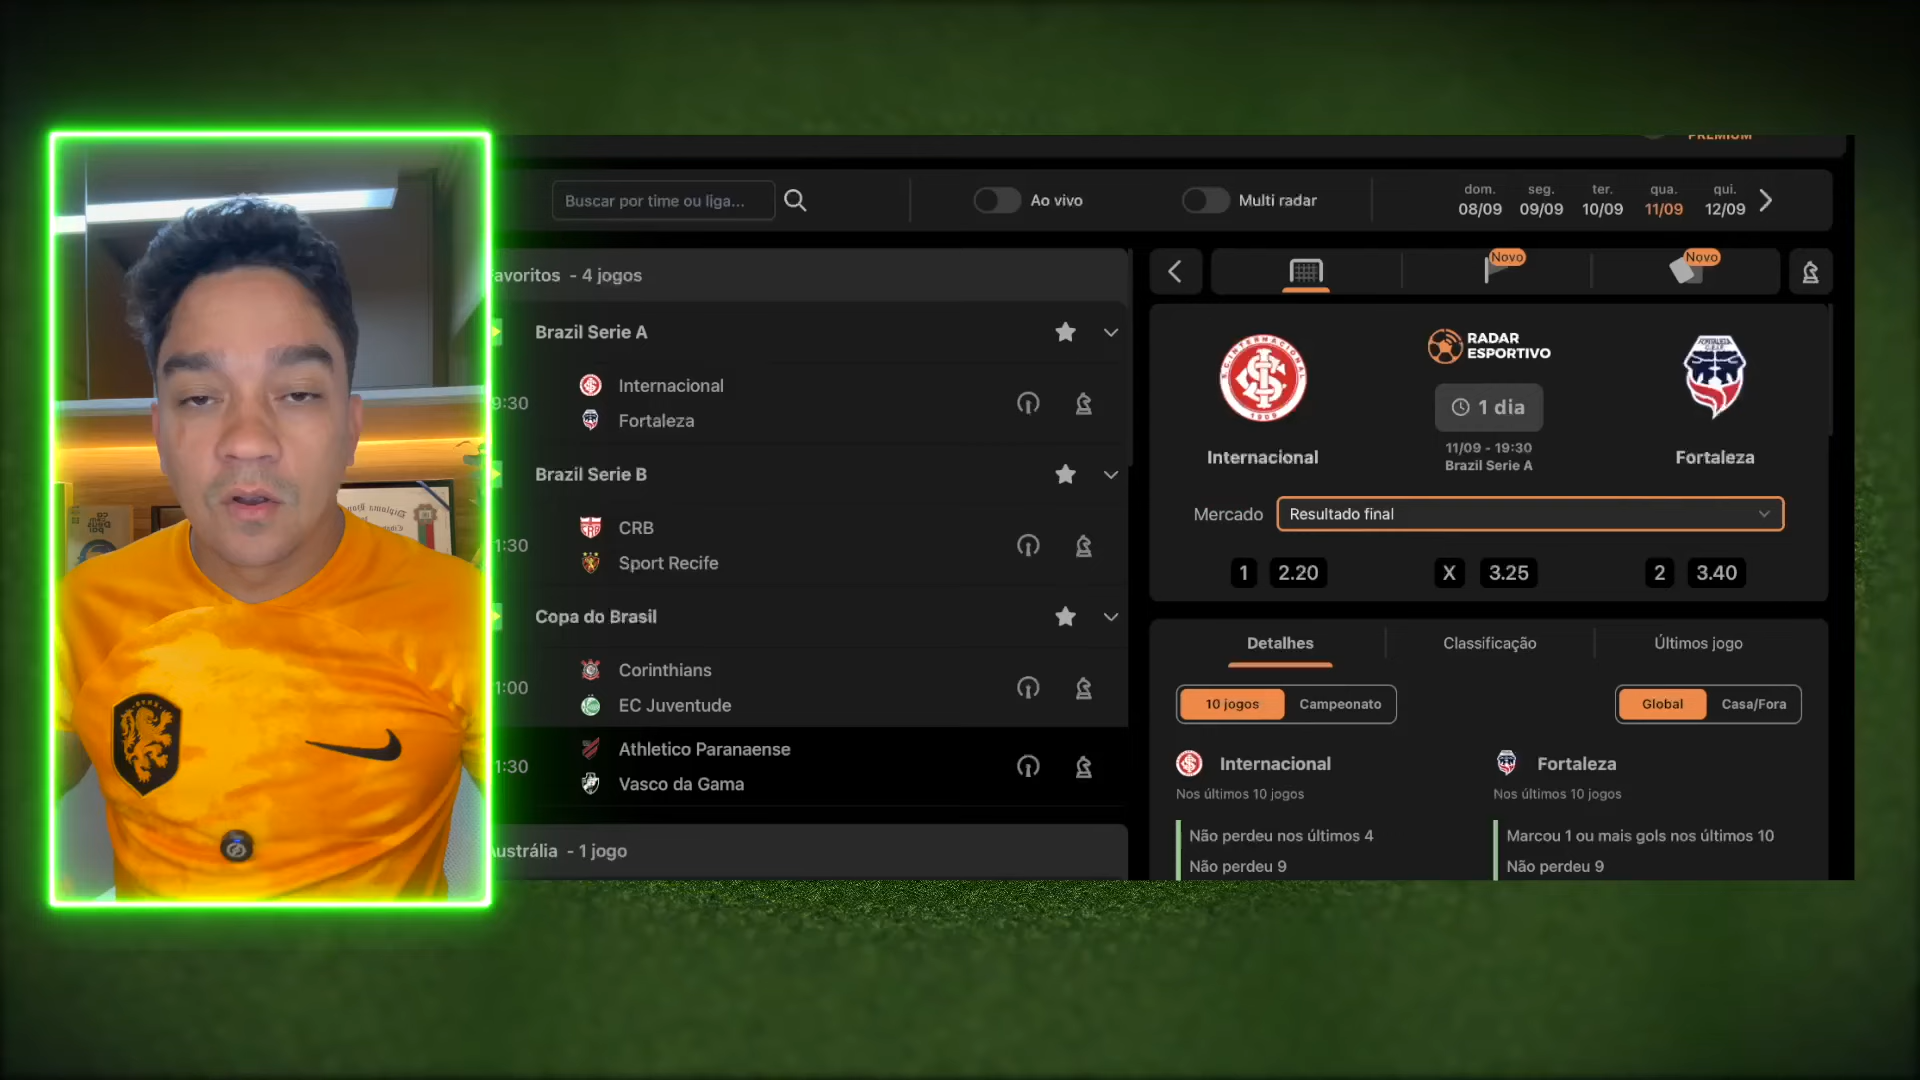 PREMIUM
Buscar por time ou liga...
Ao vivo
Multi radar
dom.
08/09
seg.
09/09
ter.
10/09
qua.
11/09
qui.
12/09
avoritos - 4 jogos
Brazil Serie A
9:30
Internacional
Fortaleza
Brazil Serie B
1:30
CRB
Sport Recife
Copa do Brasil
1:00
Corinthians
EC Juventude
1:30
Athletico Paranaense
Vasco da Gama
ustrália - 1 jogo
Novo
Novo
RADAR
ESPORTIVO
1 dia
11/09 - 19:30
Brazil Serie A
Internacional
Fortaleza
Mercado
Resultado final
1 2.20
X 3.25
2 3.40
Detalhes
Classificação
Últimos jogo
10 jogos
Campeonato
Global
Casa/Fora
Internacional
Nos últimos 10 jogos
Não perdeu nos últimos 4
Não perdeu 9
Fortaleza
Nos últimos 10 jogos
Marcou 1 ou mais gols nos últimos 10
Não perdeu 9